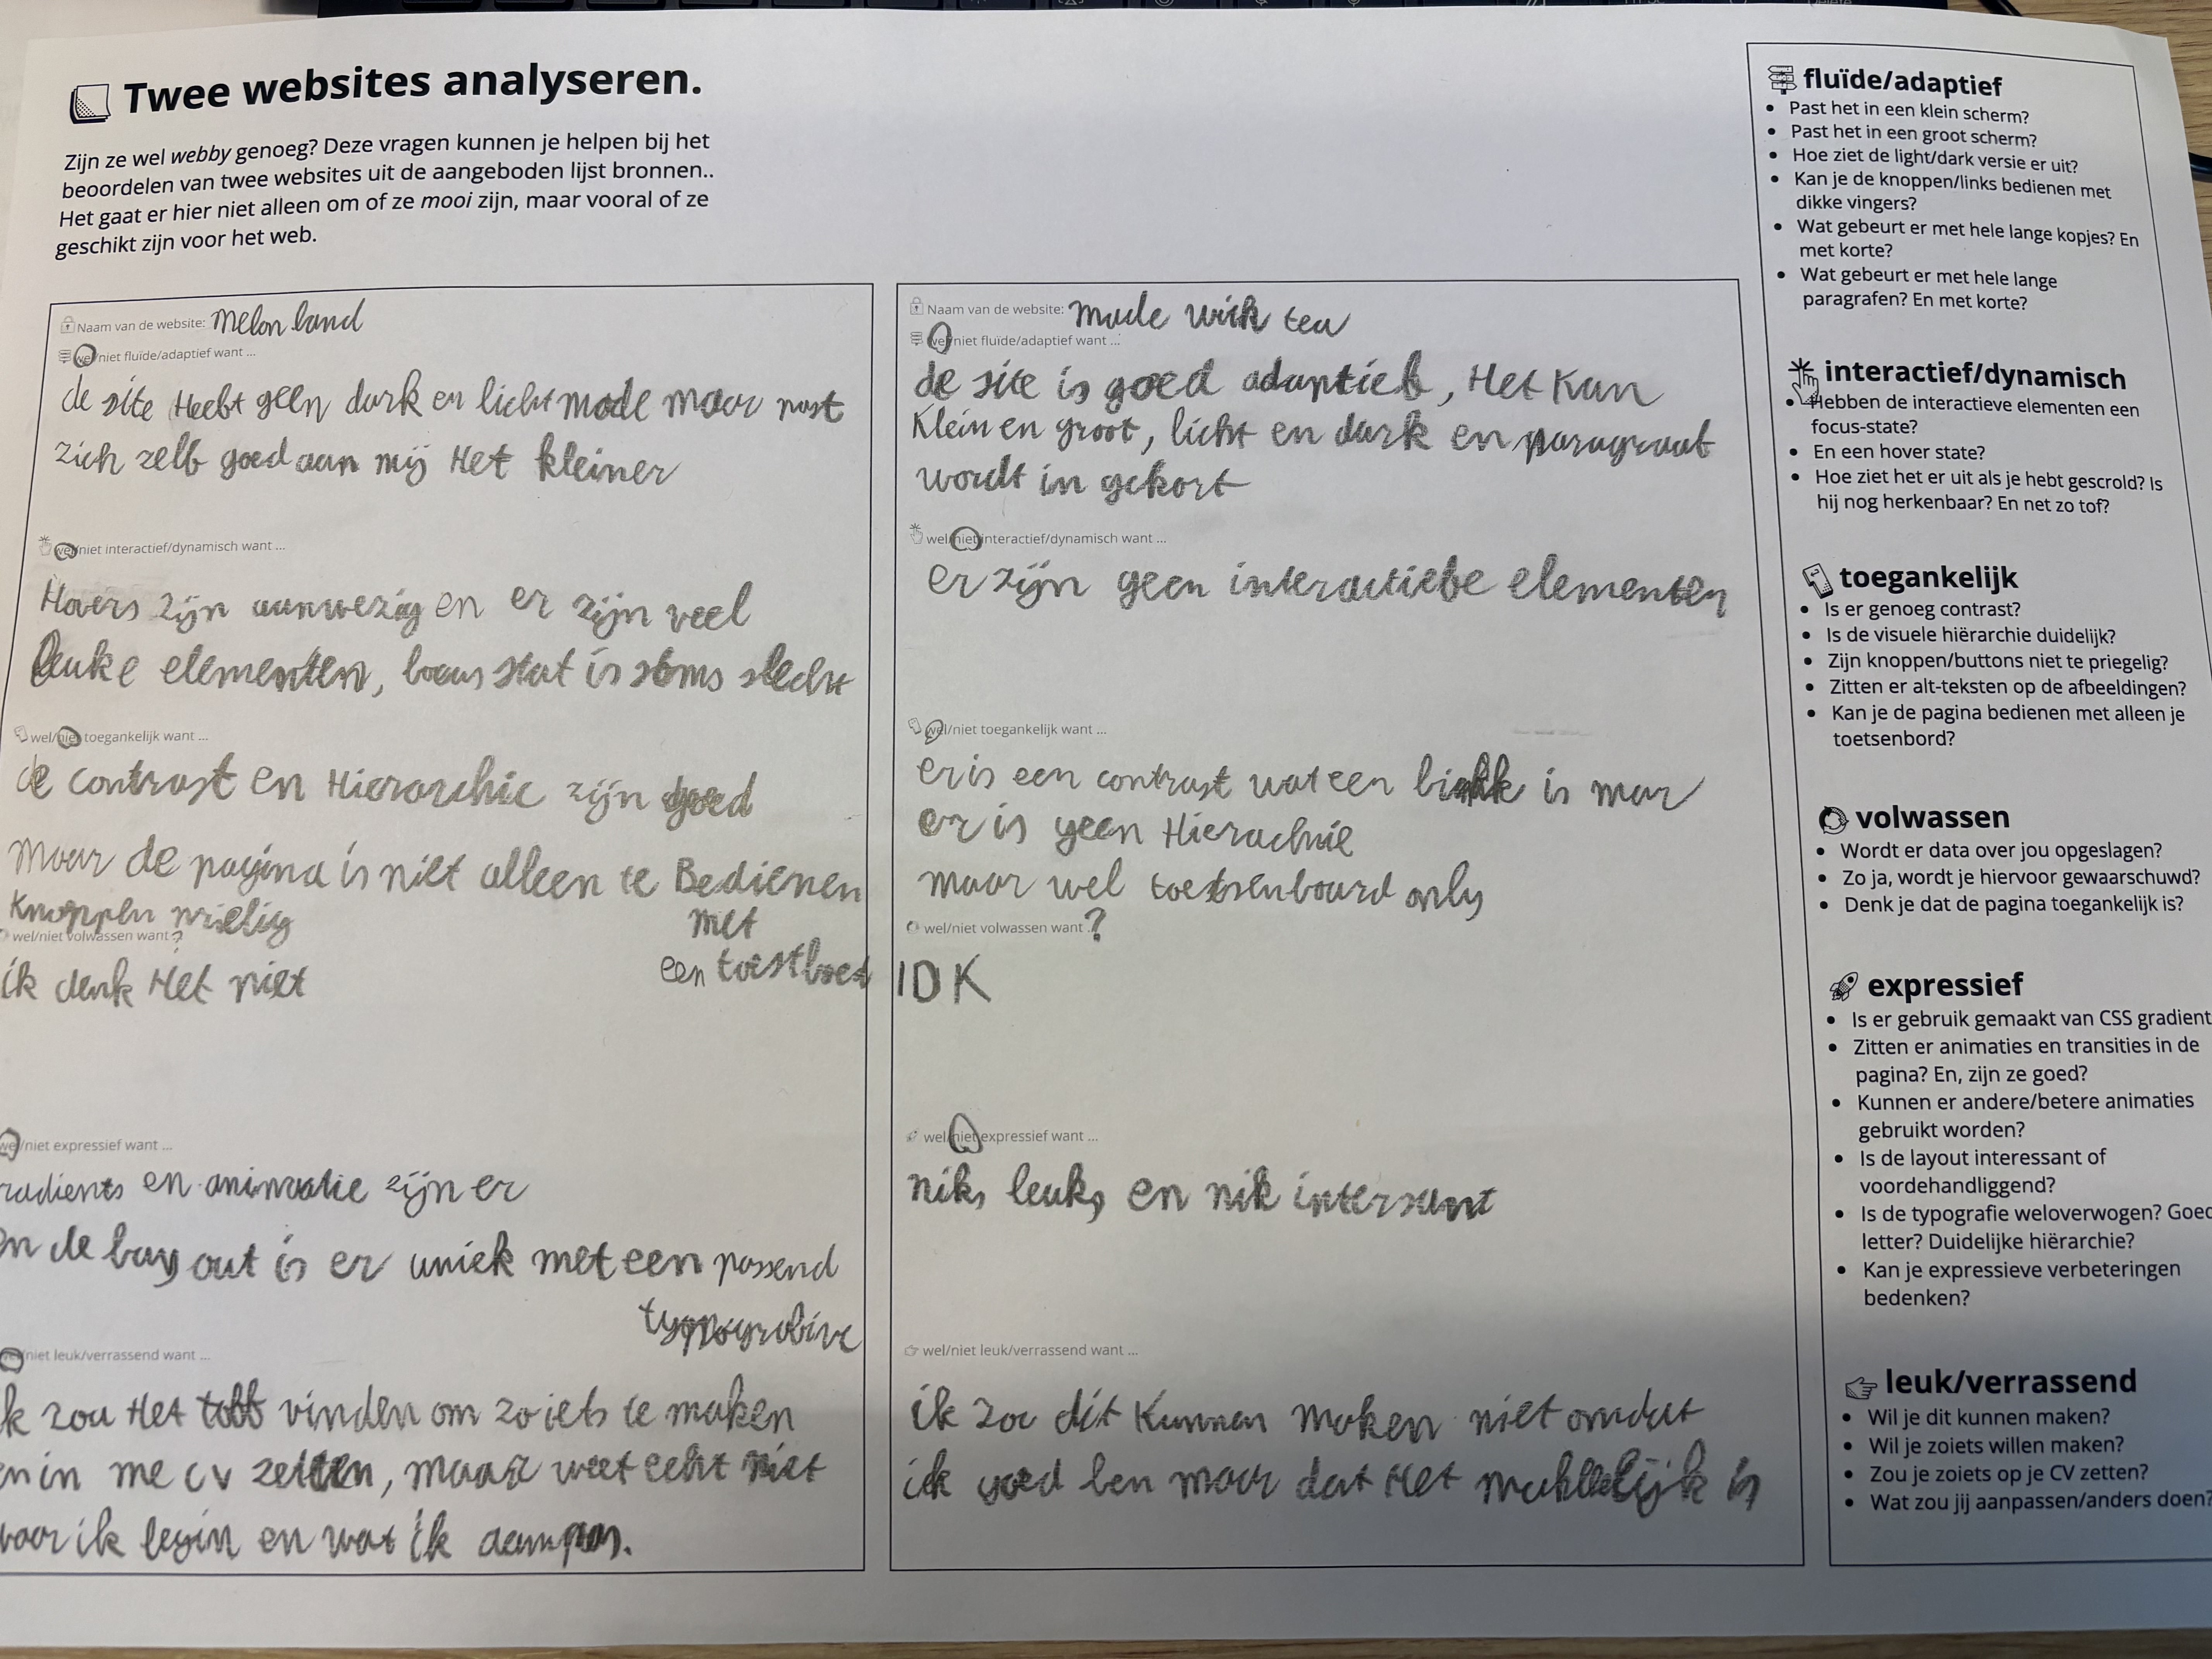 Twee websites analyseren.
Zijn ze wel webby genoeg? Deze vragen kunnen je helpen bij het
beoordelen van twee websites uit de aangeboden lijst bronnen..
Het gaat er hier niet alleen om of ze mooi zijn, maar vooral of ze
geschikt zijn voor het web.
Naam van de website: Melon land
wel/niet fluïde/adaptief want ...
de site Heebt geen dark en licht mode maar past
zich zelf goed aan mij Het kleiner
wel/niet interactief/dynamisch want ...
Hovers zijn aanwezig en er zijn veel
leuke elementen, focus stat is soms slecht
wel/niet toegankelijk want ...
de contrast en Hierarchie zijn goed
maar de pagina is niet alleen te Bedienen
met
een toestboed
Knoppen prielig
wel/niet volwassen want ?
ik denk Het niet
wel/niet expressief want ...
radients en animatie zijn er
en de lay out is er uniek met een passend
typografire
wel/niet leuk/verrassend want ...
k zou Het toff vinden om zo iets te maken
en in me cv zetten, maar weet echt niet
waar ik begin en wat ik aanpas.
Naam van de website: made with tea
wel/niet fluïde/adaptief want ...
de site is goed adaptief, Het kan
klein en groot, licht en dark en paragraaf
wordt in gekort
wel/niet interactief/dynamisch want ...
er zijn geen interactiebe elementen
wel/niet toegankelijk want ...
er is een contrast wat een is mar
er is geen Hierachie
maar wel toetsenboard only
wel/niet volwassen want ?
IDK
wel/niet expressief want ...
niks leuks en nik intersant
wel/niet leuk/verrassend want ...
ik zou dit kunnen maken niet omdat
ik goed ben maar dat Het makkelijk is
fluïde/adaptief
• Past het in een klein scherm?
• Past het in een groot scherm?
• Hoe ziet de light/dark versie er uit?
• Kan je de knoppen/links bedienen met
dikke vingers?
• Wat gebeurt er met hele lange kopjes? En
met korte?
• Wat gebeurt er met hele lange
paragrafen? En met korte?
interactief/dynamisch
• Hebben de interactieve elementen een
focus-state?
• En een hover state?
• Hoe ziet het er uit als je hebt gescrold? Is
hij nog herkenbaar? En net zo tof?
toegankelijk
• Is er genoeg contrast?
• Is de visuele hiërarchie duidelijk?
• Zijn knoppen/buttons niet te priegelig?
• Zitten er alt-teksten op de afbeeldingen?
• Kan je de pagina bedienen met alleen je
toetsenbord?
volwassen
• Wordt er data over jou opgeslagen?
• Zo ja, wordt je hiervoor gewaarschuwd?
• Denk je dat de pagina toegankelijk is?
expressief
• Is er gebruik gemaakt van CSS gradient
• Zitten er animaties en transities in de
pagina? En, zijn ze goed?
• Kunnen er andere/betere animaties
gebruikt worden?
• Is de layout interessant of
voordehandliggend?
• Is de typografie weloverwogen? Goed
letter? Duidelijke hiërarchie?
• Kan je expressieve verbeteringen
bedenken?
leuk/verrassend
• Wil je dit kunnen maken?
• Wil je zoiets willen maken?
• Zou je zoiets op je CV zetten?
• Wat zou jij aanpassen/anders doen?